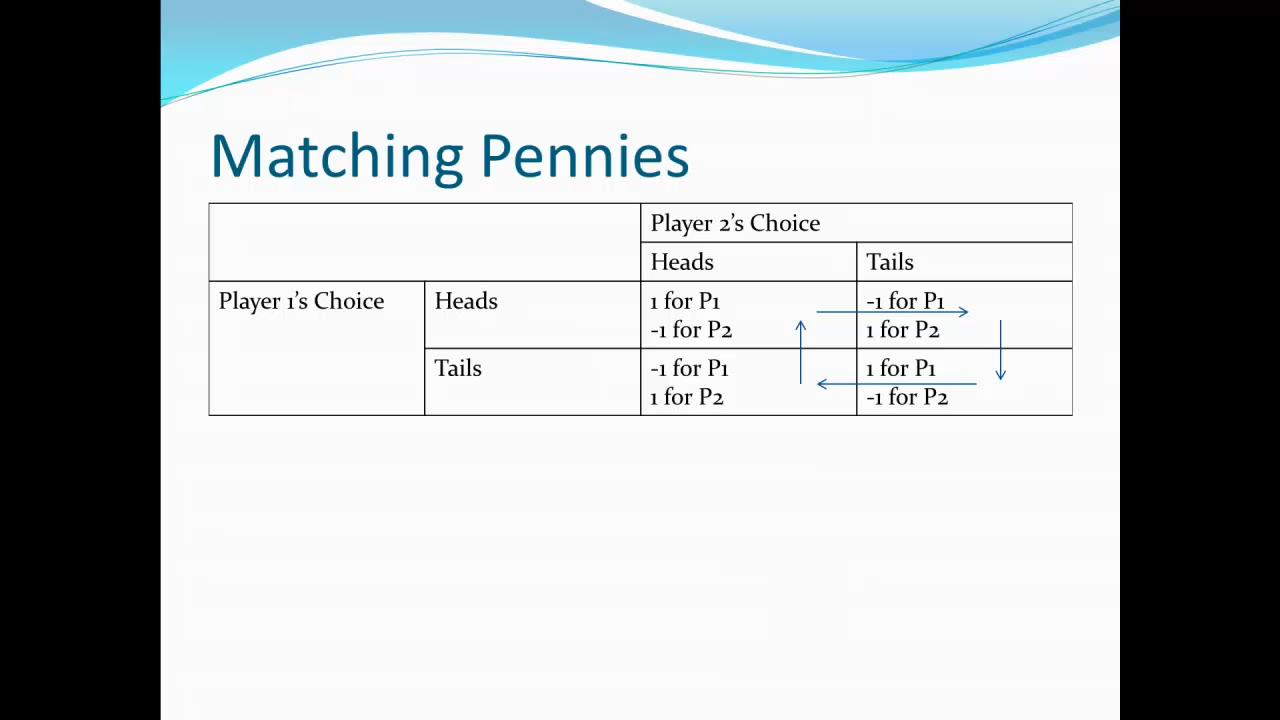 Matching Pennies
Player 2’s Choice
Heads
Tails
Player 1’s Choice
Heads
1 for P1
-1 for P2
-1 for P1
1 for P2
Tails
-1 for P1
1 for P2
1 for P1
-1 for P2